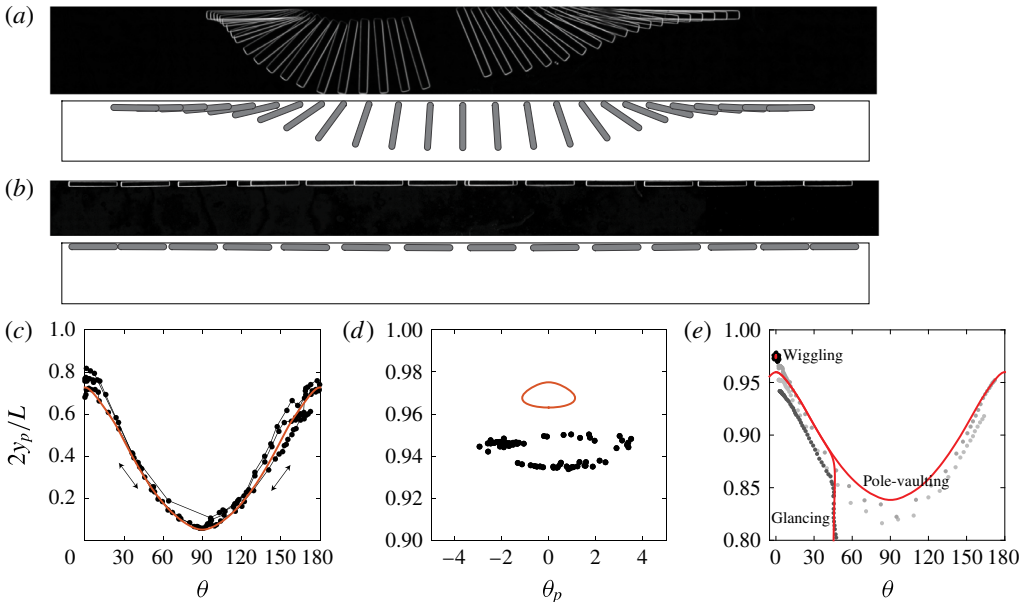 (a)
(b)
(c)
(d)
(e)
1.0
0.8
0.6
0.4
0.2
2y_p/L
0 30 60 90 120 150 180
θ
1.00
0.98
0.96
0.94
0.92
0.90
−4 −2 0 2 4
θ_p
1.00
0.95
0.90
0.85
0.80
Wiggling
Pole-vaulting
Glancing
0 30 60 90 120 150 180
θ